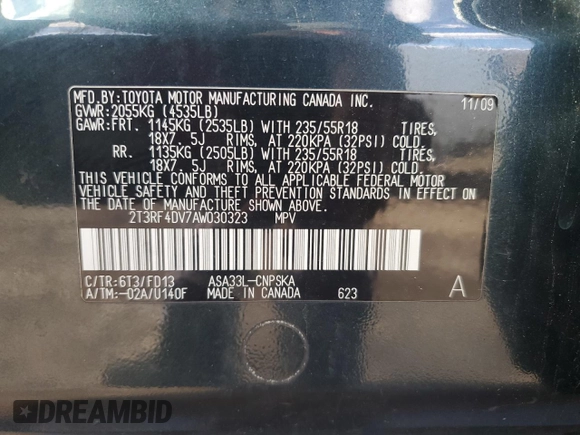 MFD.BY:TOYOTA MOTOR MANUFACTURING CANADA INC. 11/09
GVWR:2055KG (4535LB)
GAWR:FRT. 1145KG (2535LB) WITH 235/55R18 TIRES,
18X7.5J RIMS, AT 220KPA (32PSI) COLD
RR. 1135KG (2505LB) WITH 235/55R18 TIRES,
18X7.5J RIMS, AT 220KPA (32PSI) COLD
THIS VEHICLE CONFORMS TO ALL APPLICABLE FEDERAL MOTOR
VEHICLE SAFETY AND THEFT PREVENTION STANDARDS IN EFFECT ON
THE DATE OF MANUFACTURE SHOWN ABOVE.
2T3RF4DV7AW030323 MPV
C/TR:6T3/FD13 ASA33L-CNPSKA
A/TM:-02A/U140F MADE IN CANADA 623 A
DREAMBID